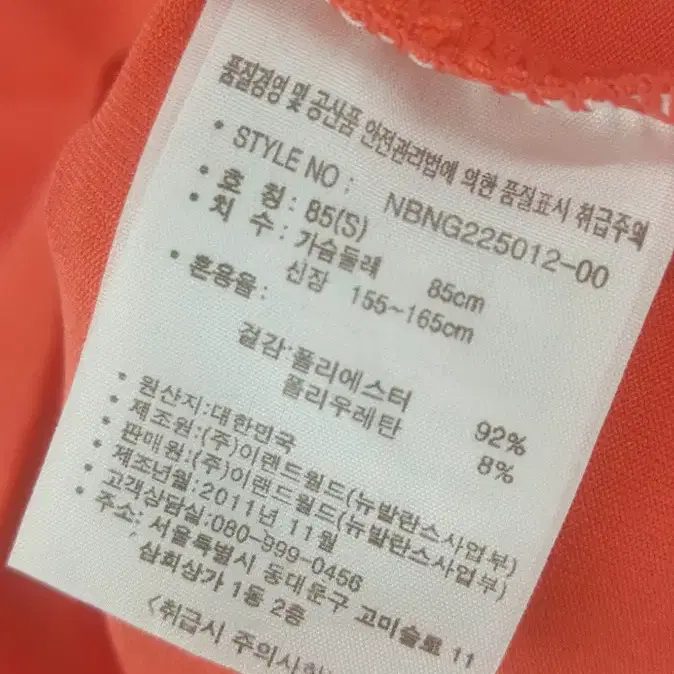 품질경영 및 공산품 안전관리법에 의한 품질표시 취급주의
• STYLE NO : NBNG225012-00
• 호 칭 : 85(S)
• 치 수 : 가슴둘레 85cm
신장 155~165cm
• 혼용율 :
겉감:폴리에스터 92%
폴리우레탄 8%
• 원산지:대한민국
• 제조원:(주)이랜드월드(뉴발란스사업부)
• 판매원:(주)이랜드월드(뉴발란스사업부)
• 제조년월:2011년 11월
• 고객상담실:080-999-0456
• 주소: 서울특별시 동대문구 고미술로 11
삼희상가 1동 2층
<취급시 주의사항